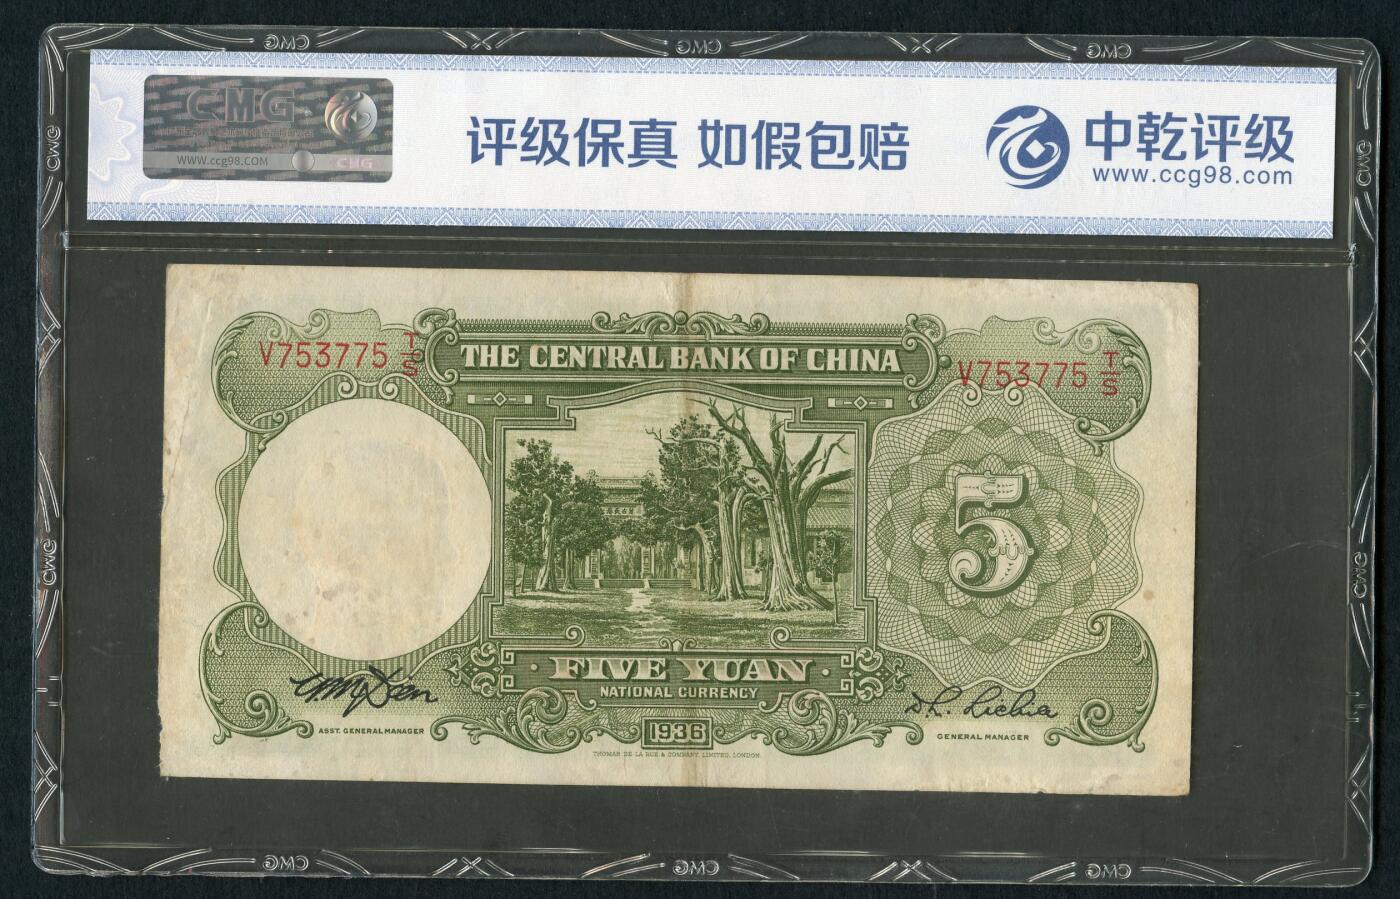 CMG
www.ccg98.COM
CMG
评级保真 如假包赔
中乾评级
www.ccg98.com
V753775 T/S
THE CENTRAL BANK OF CHINA
V753775 T/S
5
FIVE YUAN
NATIONAL CURRENCY
1936
ASST. GENERAL MANAGER
GENERAL MANAGER
THOMAS DE LA RUE & COMPANY, LIMITED, LONDON.